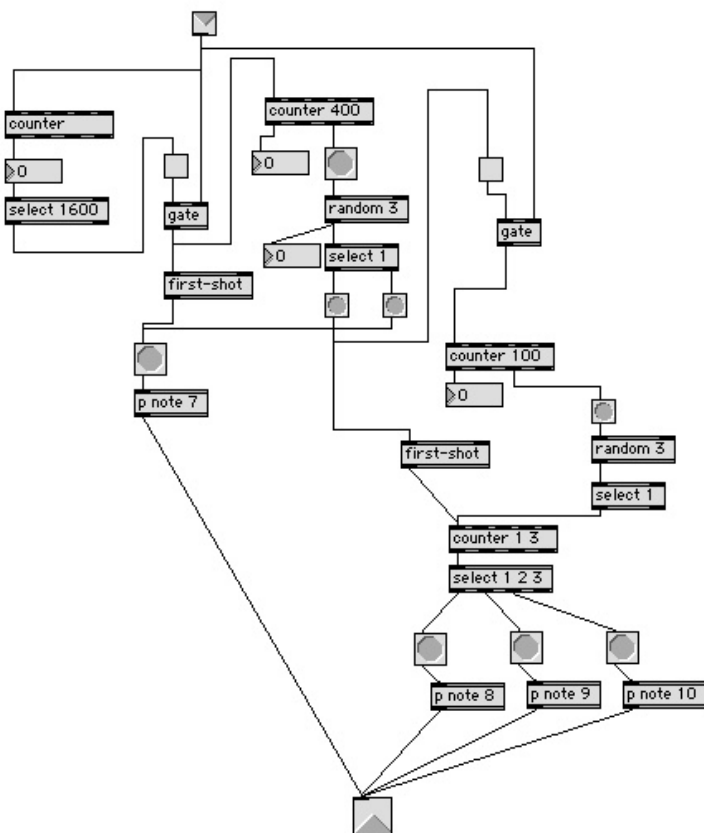 counter
0
select 1600
gate
first-shot
p note 7
counter 400
0
random 3
0
select 1
gate
counter 100
0
random 3
select 1
first-shot
counter 1 3
select 1 2 3
p note 8
p note 9
p note 10